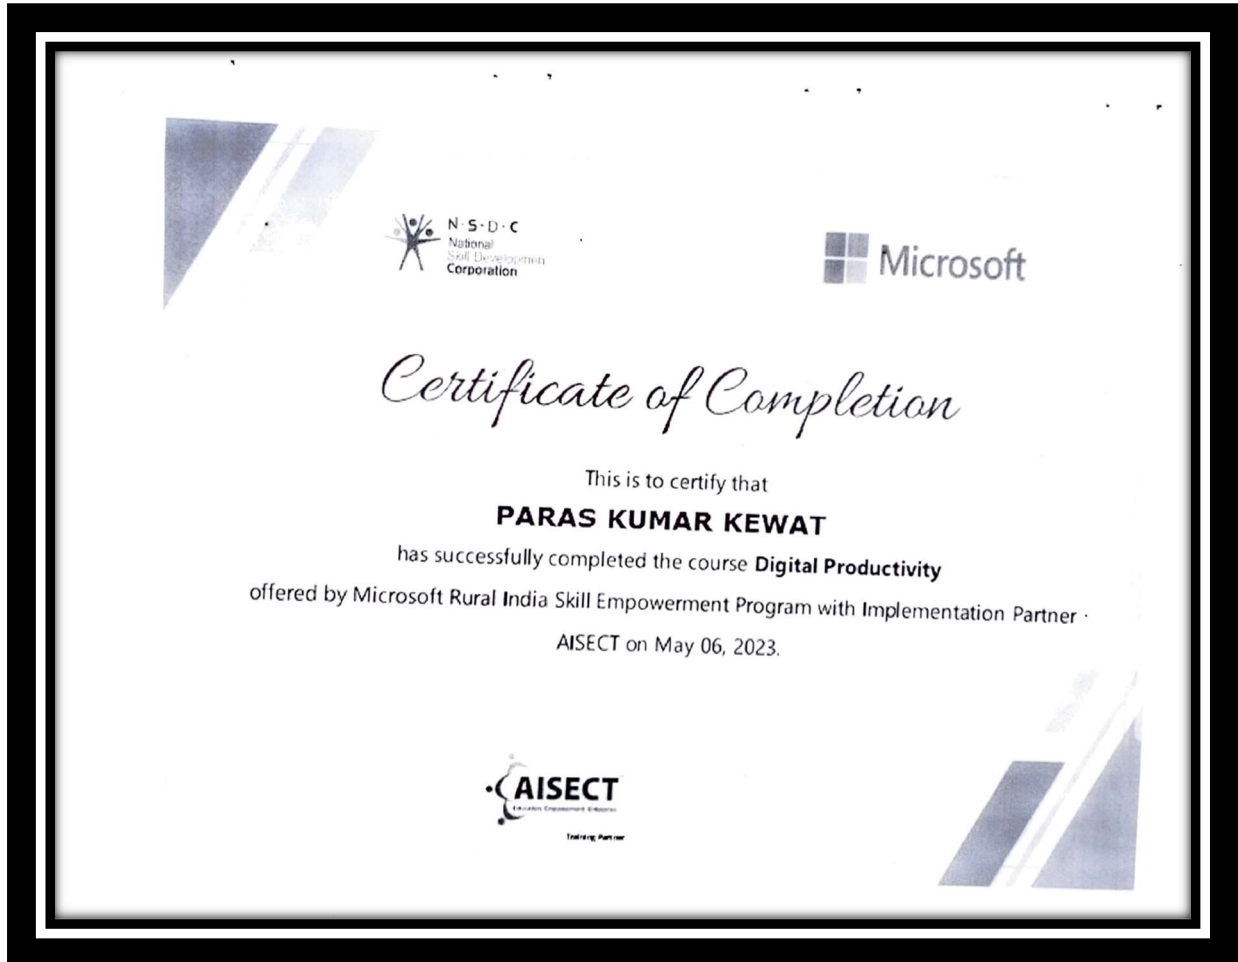 N·S·D·C
National
Skill Developmen
Corporation
Microsoft
Certificate of Completion
This is to certify that
PARAS KUMAR KEWAT
has successfully completed the course Digital Productivity
offered by Microsoft Rural India Skill Empowerment Program with Implementation Partner ·
AISECT on May 06, 2023.
AISECT
Training Partner